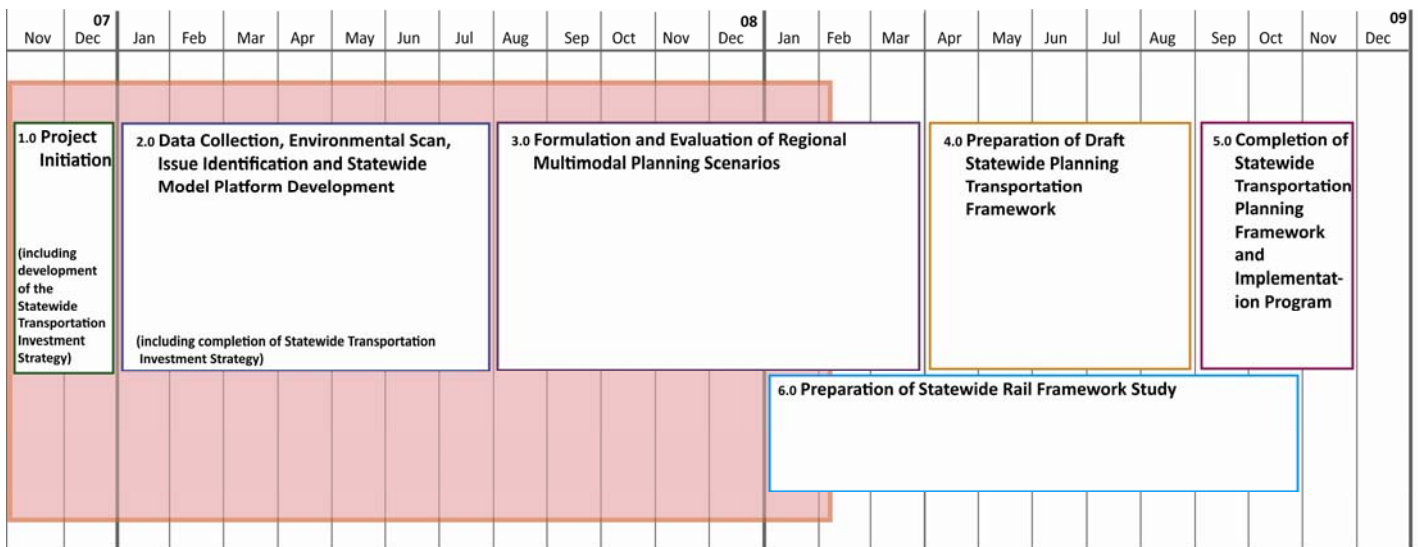 07
08
09
Nov Dec Jan Feb Mar Apr May Jun Jul Aug Sep Oct Nov Dec Jan Feb Mar Apr May Jun Jul Aug Sep Oct Nov Dec
1.0 Project
Initiation
(including
development
of the
Statewide
Transportation
Investment
Strategy)
2.0 Data Collection, Environmental Scan,
Issue Identification and Statewide
Model Platform Development
(including completion of Statewide Transportation
Investment Strategy)
3.0 Formulation and Evaluation of Regional
Multimodal Planning Scenarios
4.0 Preparation of Draft
Statewide Planning
Transportation
Framework
5.0 Completion of
Statewide
Transportation
Planning
Framework
and
Implementat-
ion Program
6.0 Preparation of Statewide Rail Framework Study